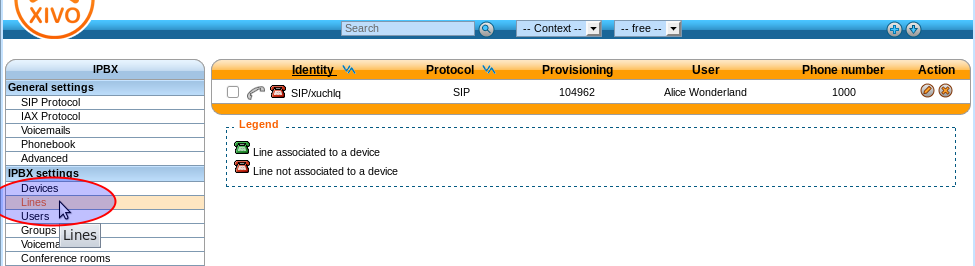 XIVO
Search
-- Context --
-- free --
IPBX
General settings
SIP Protocol
IAX Protocol
Voicemails
Phonebook
Advanced
IPBX settings
Devices
Lines
Users
Groups
Lines
Conference rooms
Identity Protocol Provisioning User Phone number Action
SIP/xuchlq SIP 104962 Alice Wonderland 1000
Legend
Line associated to a device
Line not associated to a device